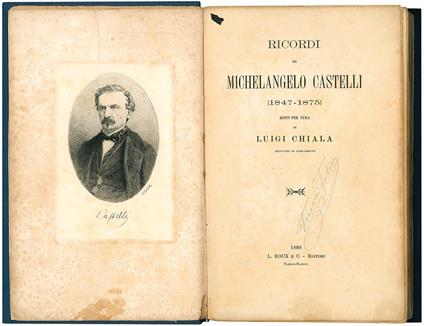 Castelli
RICORDI
DI
MICHELANGELO CASTELLI
(1847-1875)
EDITI PER CURA
DI
LUIGI CHIALA
DEPUTATO AL PARLAMENTO
1888
L. ROUX E C. - EDITORI
TORINO-NAPOLI